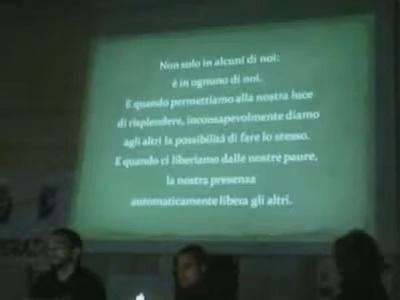 Non solo in alcuni di noi:
è in ognuno di noi.
E quando permettiamo alla nostra luce
di risplendere, inconsapevolmente diamo
agli altri la possibilità di fare lo stesso.
E quando ci liberiamo dalle nostre paure,
la nostra presenza
automaticamente libera gli altri.